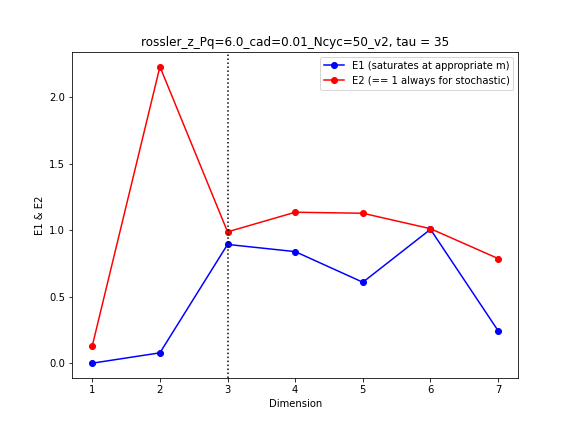 rossler_z_Pq=6.0_cad=0.01_Ncyc=50_v2, tau = 35
E1 (saturates at appropriate m)
E2 (== 1 always for stochastic)
E1 & E2
2.0
1.5
1.0
0.5
0.0
1 2 3 4 5 6 7
Dimension